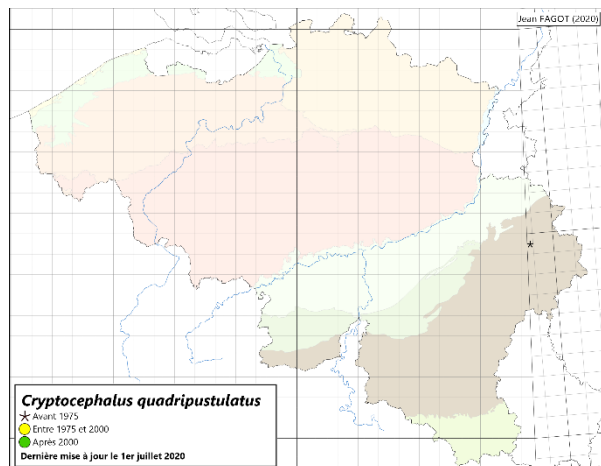 Jean FAGOT (2020)
Cryptocephalus quadripustulatus
Avant 1975
Entre 1975 et 2000
Après 2000
Dernière mise à jour le 1er juillet 2020